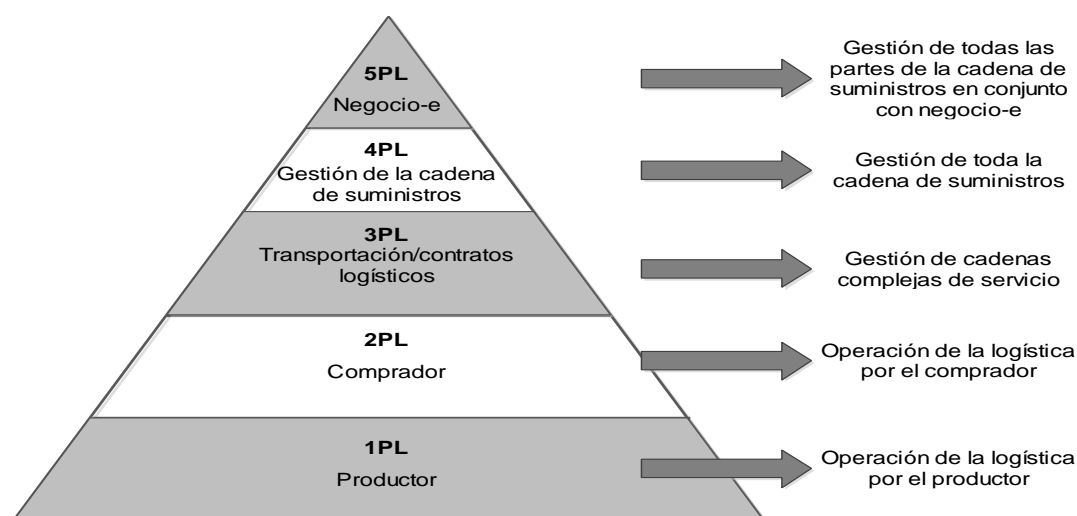 5PL
Negocio-e
Gestión de todas las
partes de la cadena de
suministros en conjunto
con negocio-e
4PL
Gestión de la cadena
de suministros
Gestión de toda la
cadena de suministros
3PL
Transportación/contratos
logísticos
Gestión de cadenas
complejas de servicio
2PL
Comprador
Operación de la logística
por el comprador
1PL
Productor
Operación de la logística
por el productor